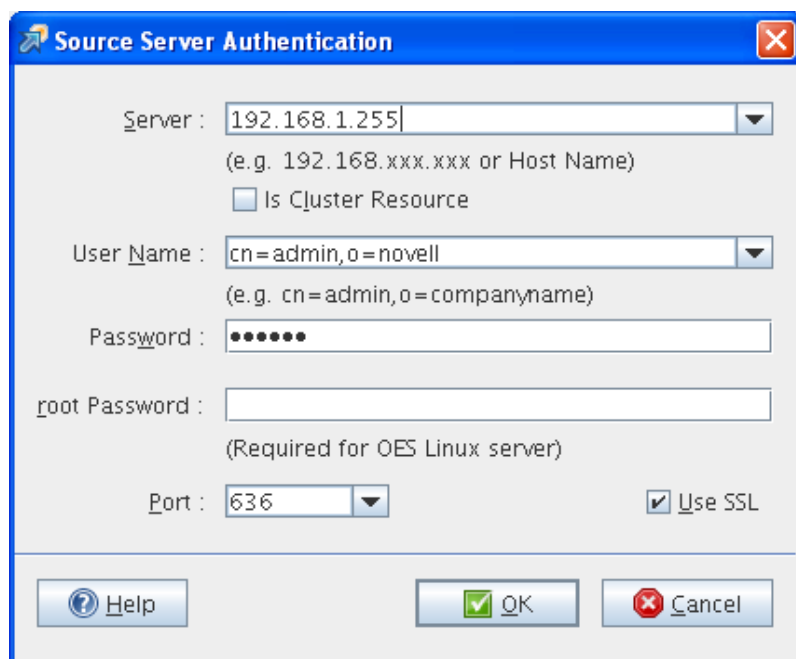 Source Server Authentication
Server : 192.168.1.255
(e.g. 192.168.xxx.xxx or Host Name)
Is Cluster Resource
User Name : cn=admin,o=novell
(e.g. cn=admin,o=companyname)
Password : ••••••
root Password :
(Required for OES Linux server)
Port : 636 Use SSL
Help OK Cancel